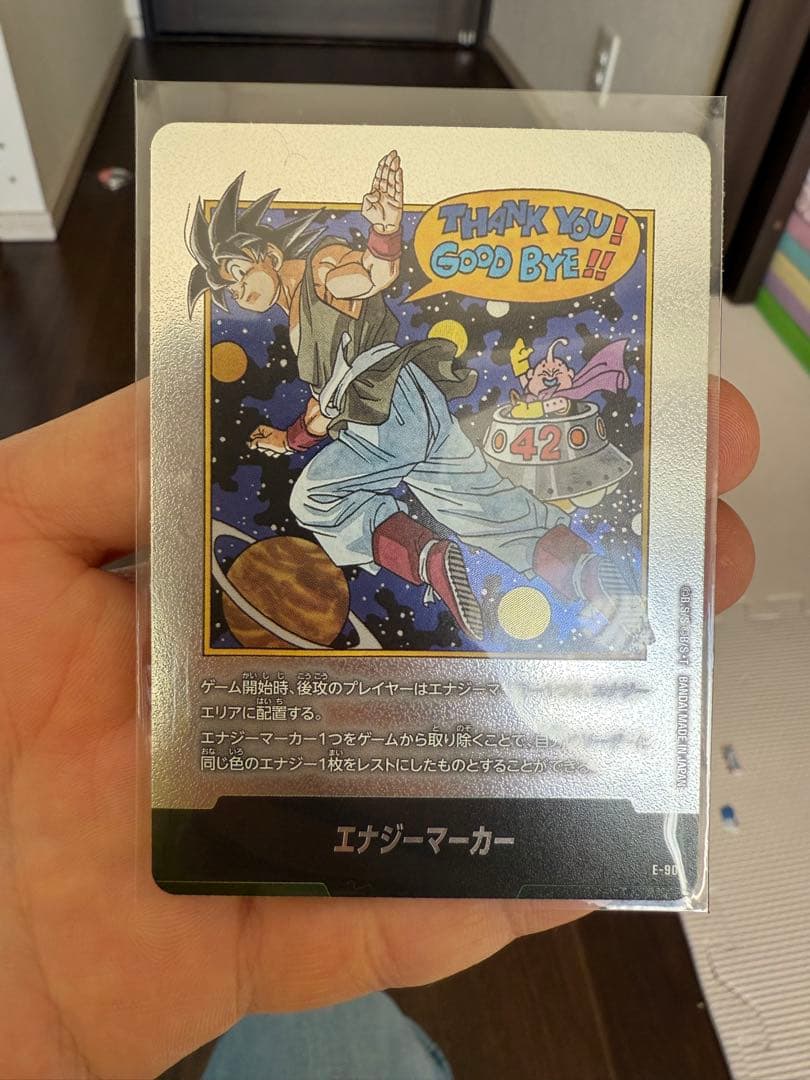 THANK YOU!
GOOD BYE!!
42
ゲーム開始時、後攻のプレイヤーはエナジーマーカー1つを、エナジー
エリアに配置する。
エナジーマーカー1つをゲームから取り除くことで、自分の
同じ色のエナジー1枚をレストにしたものとすることができる。
エナジーマーカー
E-90
BANDAI MADE IN JAPAN